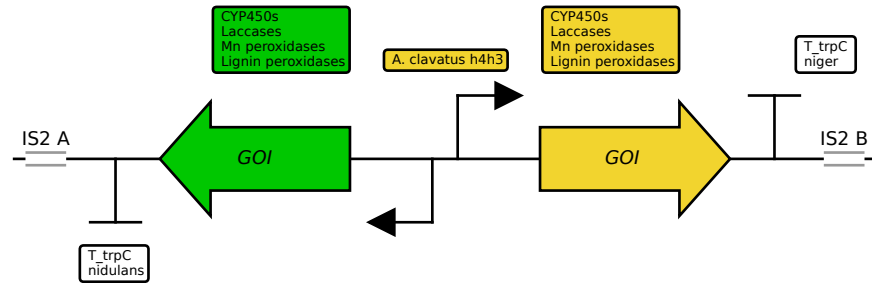 CYP450s
Laccases
Mn peroxidases
Lignin peroxidases
A. clavatus h4h3
CYP450s
Laccases
Mn peroxidases
Lignin peroxidases
T_trpC
niger
IS2 A
GOI
GOI
IS2 B
T_trpC
nidulans